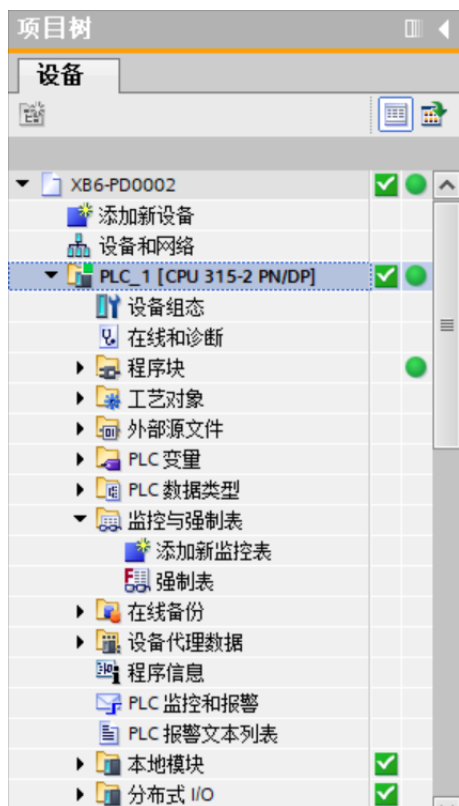 项目树
设备
XB6-PD0002
添加新设备
设备和网络
PLC_1 [CPU 315-2 PN/DP]
设备组态
在线和诊断
程序块
工艺对象
外部源文件
PLC 变量
PLC 数据类型
监控与强制表
添加新监控表
强制表
在线备份
设备代理数据
程序信息
PLC 监控和报警
PLC 报警文本列表
本地模块
分布式 I/O